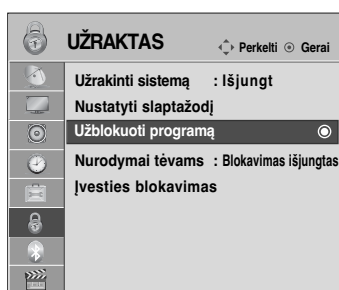 UŽRAKTAS
Perkelti Gerai
Užrakinti sistemą : Išjungt
Nustatyti slaptažodį
Užblokuoti programą
Nurodymai tėvams : Blokavimas išjungtas
Įvesties blokavimas